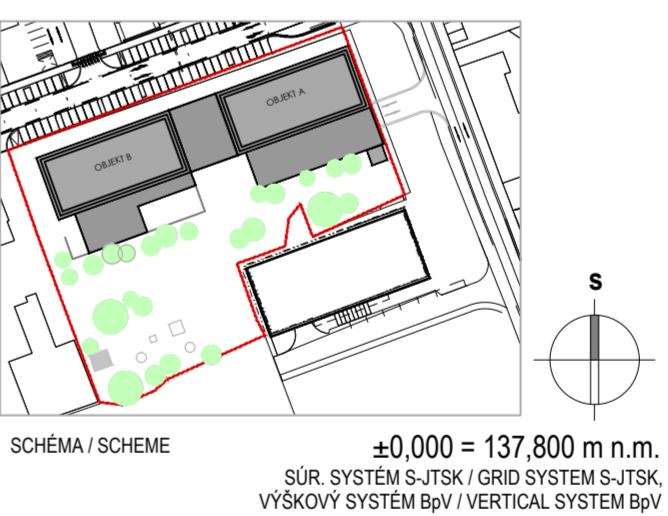 OBJEKT A
OBJEKT B
S
SCHÉMA / SCHEME
±0,000 = 137,800 m n.m.
SÚR. SYSTÉM S-JTSK / GRID SYSTEM S-JTSK,
VÝŠKOVÝ SYSTÉM BpV / VERTICAL SYSTEM BpV